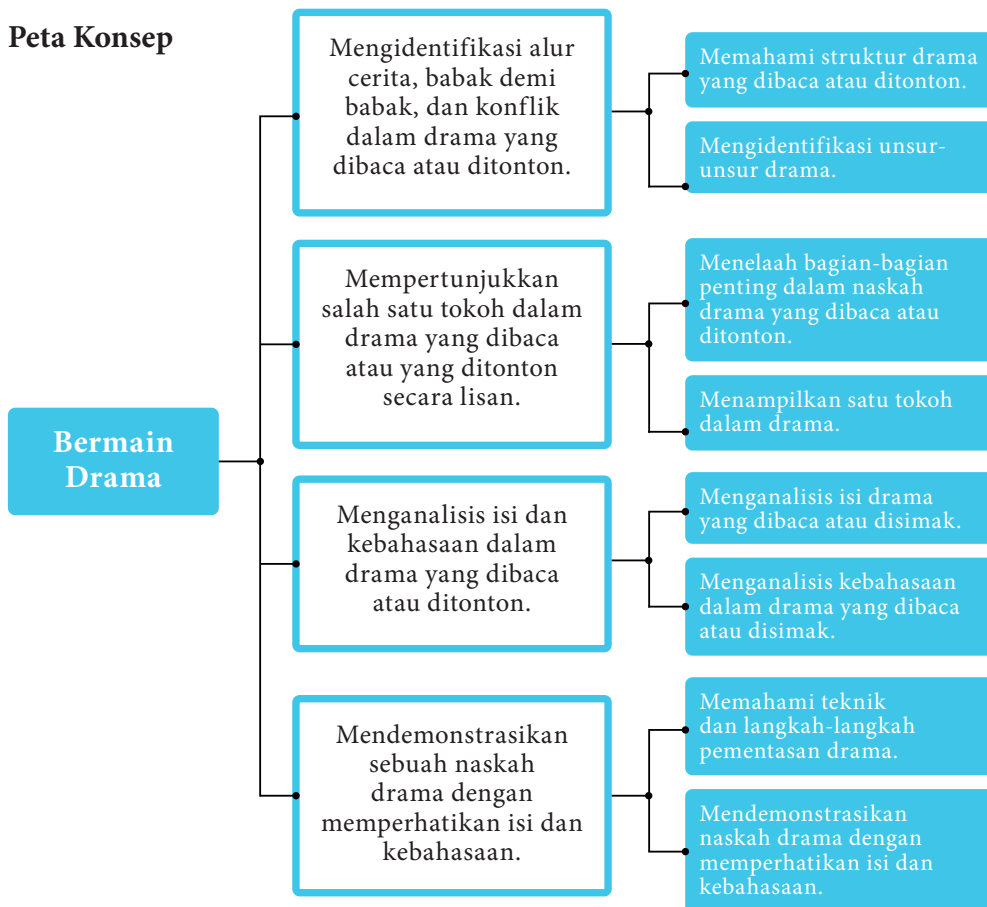 Peta Konsep
Bermain
Drama
Mengidentifikasi alur
cerita, babak demi
babak, dan konflik
dalam drama yang
dibaca atau ditonton.
Memahami struktur drama
yang dibaca atau ditonton.
Mengidentifikasi unsur-
unsur drama.
Mempertunjukkan
salah satu tokoh dalam
drama yang dibaca
atau yang ditonton
secara lisan.
Menelaah bagian-bagian
penting dalam naskah
drama yang dibaca atau
ditonton.
Menampilkan satu tokoh
dalam drama.
Menganalisis isi dan
kebahasaan dalam
drama yang dibaca
atau ditonton.
Menganalisis isi drama
yang dibaca atau disimak.
Menganalisis kebahasaan
dalam drama yang dibaca
atau disimak.
Mendemonstrasikan
sebuah naskah
drama dengan
memperhatikan isi dan
kebahasaan.
Memahami teknik
dan langkah-langkah
pementasan drama.
Mendemonstrasikan
naskah drama dengan
memperhatikan isi dan
kebahasaan.